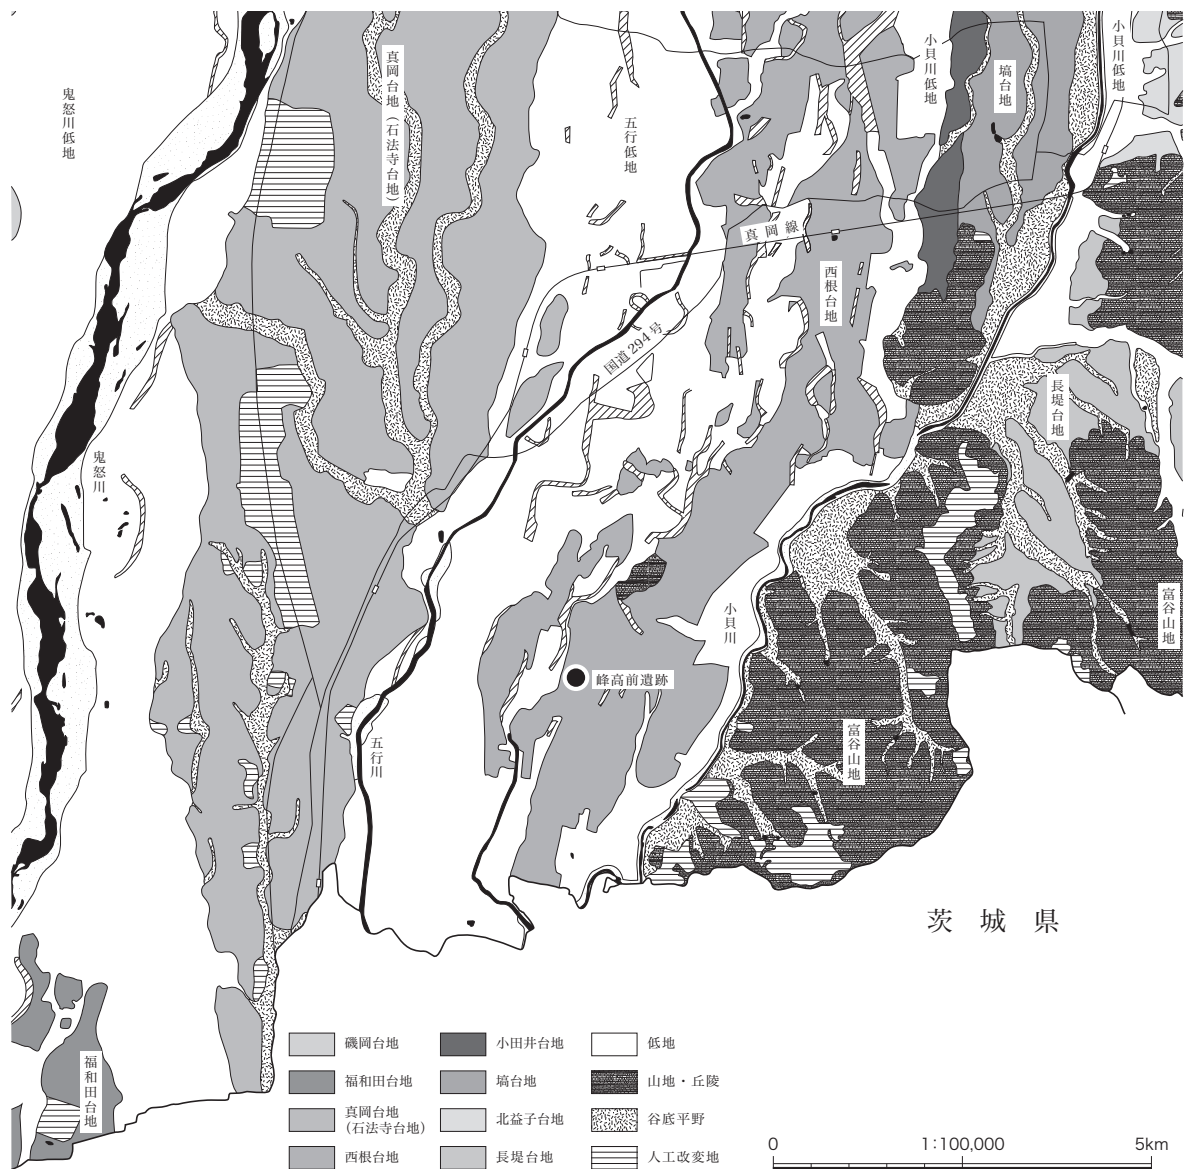 鬼怒川低地
真岡台地（石法寺台地）
五行低地
小貝川低地
塙台地
小貝川低地
真岡線
西根台地
国道294号
長堤台地
鬼怒川
小貝川
富谷山地
峰高前遺跡
五行川
富谷山地
茨城県
福和田台地
磯岡台地
福和田台地
真岡台地
（石法寺台地）
西根台地
小田井台地
塙台地
北益子台地
長堤台地
低地
山地・丘陵
谷底平野
人工改変地
0
1:100,000
5km